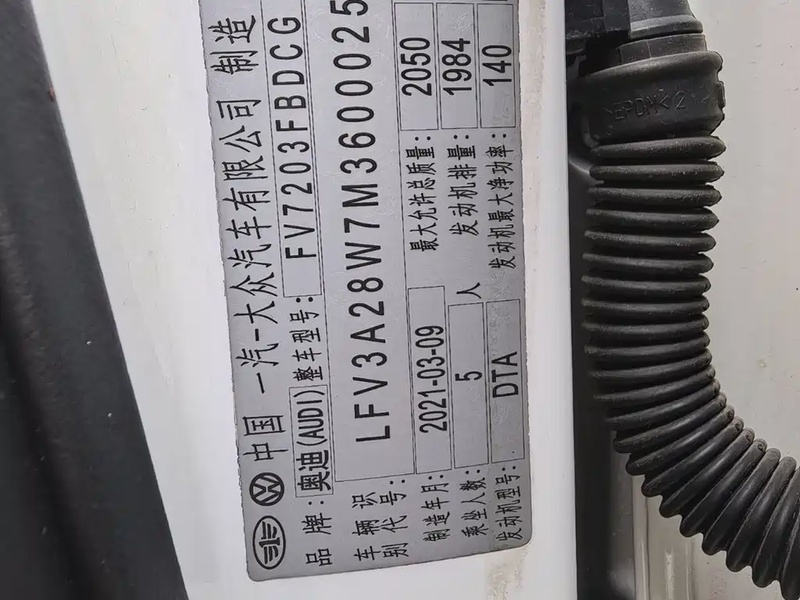 中国 一汽-大众汽车有限公司 制造
品 牌: 奥迪(AUDI) 整车型号: FV7203FBDCG
车辆识别代号: LFV3A28W7M3600025
制造年月: 2021-03-09 最大允许总质量: 2050
乘坐人数: 5 人 发动机排量: 1984
发动机型号: DTA 发动机最大净功率: 140
>EPDM<2